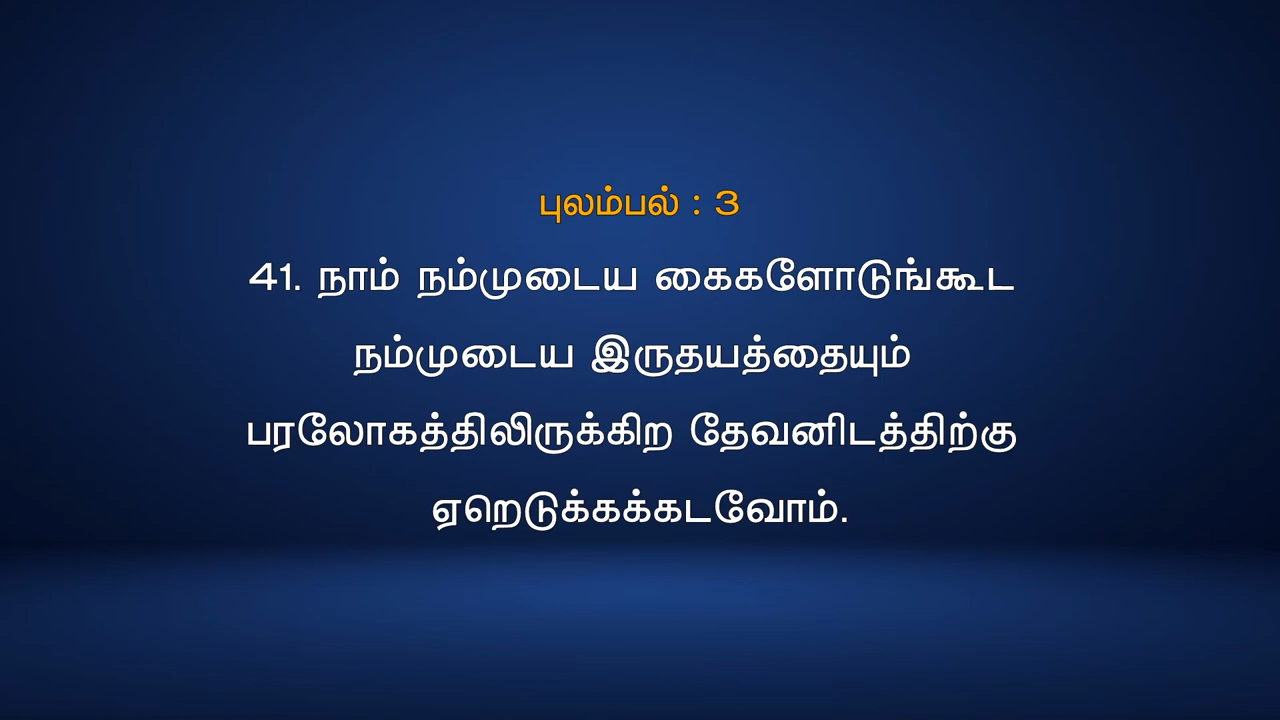 புலம்பல் : 3
41. நாம் நம்முடைய கைகளோடுங்கூட
நம்முடைய இருதயத்தையும்
பரலோகத்திலிருக்கிற தேவனிடத்திற்கு
ஏறெடுக்கக்கடவோம்.